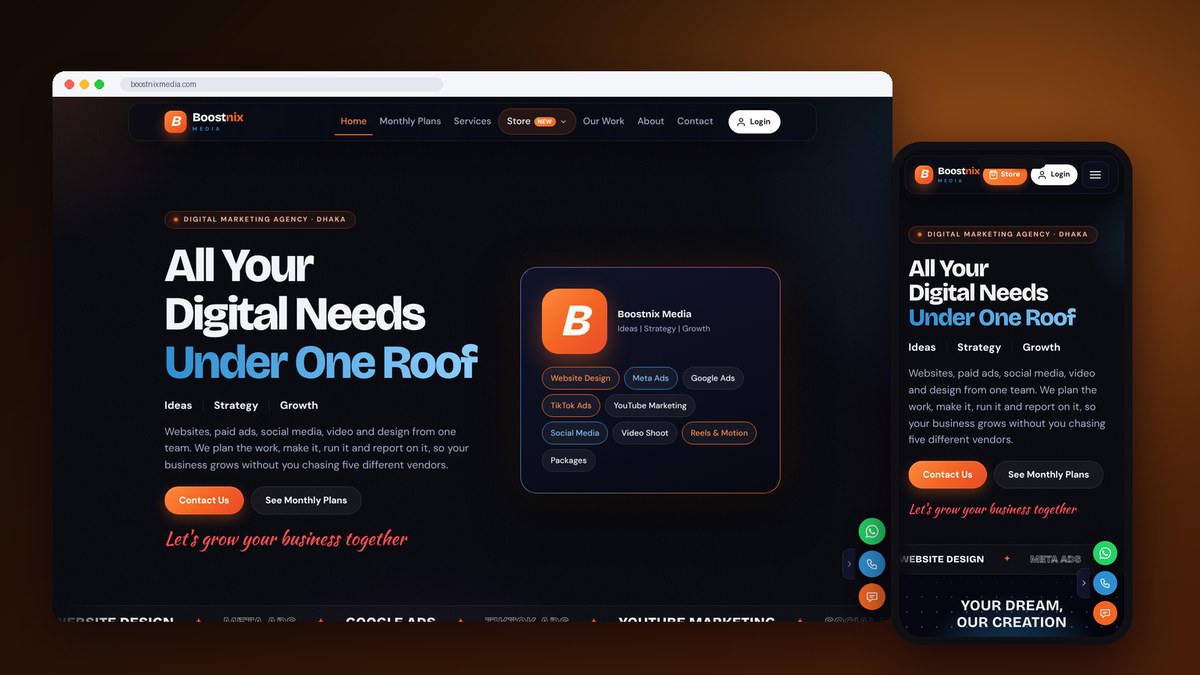 boostnixmedia.com
B Boostnix
MEDIA
Home Monthly Plans Services Store NEW Our Work About Contact Login
DIGITAL MARKETING AGENCY · DHAKA
All Your
Digital Needs
Under One Roof
Ideas Strategy Growth
Websites, paid ads, social media, video and design from one
team. We plan the work, make it, run it and report on it, so your
business grows without you chasing five different vendors.
Contact Us See Monthly Plans
Let's grow your business together
B
Boostnix Media
Ideas | Strategy | Growth
Website Design Meta Ads Google Ads
TikTok Ads YouTube Marketing
Social Media Video Shoot Reels & Motion
Packages
WEBSITE DESIGN META ADS GOOGLE ADS TIKTOK ADS YOUTUBE MARKETING SOCIAL
B Boostnix
MEDIA
Store Login
DIGITAL MARKETING AGENCY · DHAKA
All Your
Digital Needs
Under One Roof
Ideas Strategy Growth
Websites, paid ads, social media, video
and design from one team. We plan the
work, make it, run it and report on it, so
your business grows without you chasing
five different vendors.
Contact Us See Monthly Plans
Let's grow your business together
WEBSITE DESIGN META ADS
YOUR DREAM,
OUR CREATION